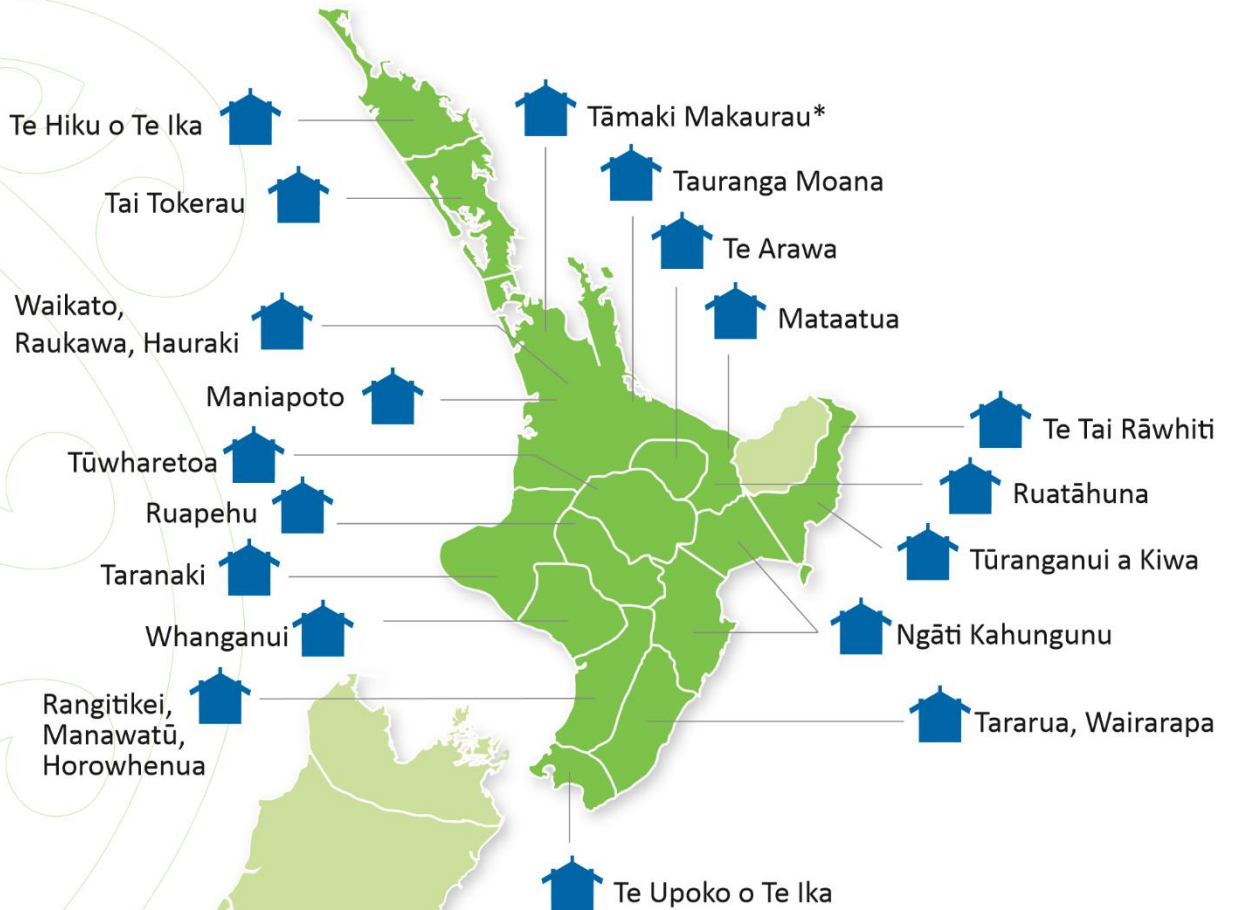 Te Hiku o Te Ika
Tāmaki Makaurau*
Tauranga Moana
Tai Tokerau
Te Arawa
Waikato,
Raukawa, Hauraki
Mataatua
Maniapoto
Te Tai Rāwhiti
Tūwharetoa
Ruatāhuna
Ruapehu
Tūranganui a Kiwa
Taranaki
Whanganui
Ngāti Kahungunu
Rangitikei,
Manawatū,
Horowhenua
Tararua, Wairarapa
Te Upoko o Te Ika